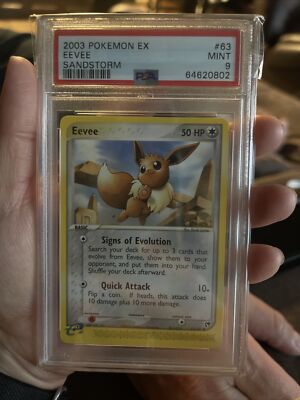 2003 POKEMON EX #63
EEVEE MINT
SANDSTORM 9
PSA 64620802
Eevee 50 HP
BASIC
Signs of Evolution
Search your deck for up to 2 cards that
evolve from Eevee, show them to your
opponent, and put them into your hand.
Shuffle your deck afterward.
Quick Attack 10+
Flip a coin. If heads, this attack does
10 damage plus 10 more damage.